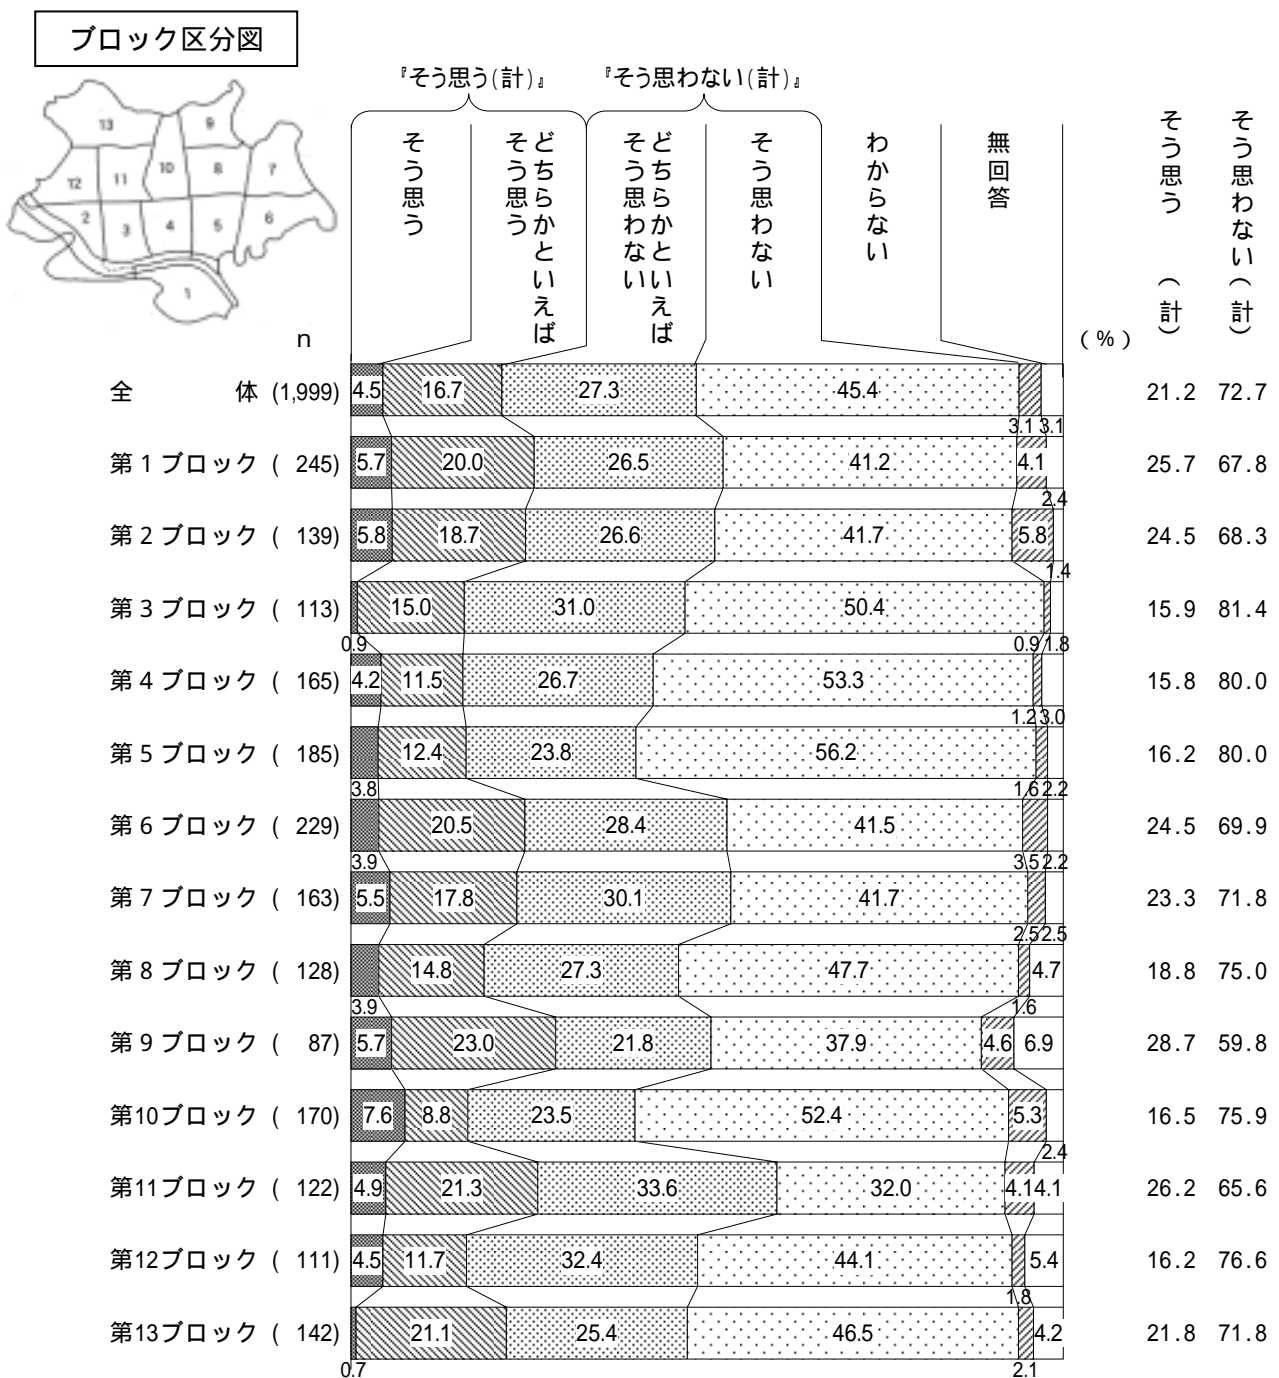 ブロック区分図
13
9
12
11
10
8
7
2
3
4
5
6
1
『そう思う(計)』
『そう思わない(計)』
そう思う
どちらかといえば
そう思う
どちらかといえば
そう思わない
そう思わない
わからない
無回答
そう思う(計)
そう思わない(計)
n
(%)
全体 (1,999) 4.5 16.7 27.3 45.4 3.1 3.1 21.2 72.7
第1ブロック ( 245) 5.7 20.0 26.5 41.2 4.1 2.4 25.7 67.8
第2ブロック ( 139) 5.8 18.7 26.6 41.7 5.8 1.4 24.5 68.3
第3ブロック ( 113) 0.9 15.0 31.0 50.4 0.9 1.8 15.9 81.4
第4ブロック ( 165) 4.2 11.5 26.7 53.3 1.2 3.0 15.8 80.0
第5ブロック ( 185) 3.8 12.4 23.8 56.2 1.6 2.2 16.2 80.0
第6ブロック ( 229) 3.9 20.5 28.4 41.5 3.5 2.2 24.5 69.9
第7ブロック ( 163) 5.5 17.8 30.1 41.7 2.5 2.5 23.3 71.8
第8ブロック ( 128) 3.9 14.8 27.3 47.7 1.6 4.7 18.8 75.0
第9ブロック ( 87) 5.7 23.0 21.8 37.9 4.6 6.9 28.7 59.8
第10ブロック ( 170) 7.6 8.8 23.5 52.4 5.3 2.4 16.5 75.9
第11ブロック ( 122) 4.9 21.3 33.6 32.0 4.1 4.1 26.2 65.6
第12ブロック ( 111) 4.5 11.7 32.4 44.1 1.8 5.4 16.2 76.6
第13ブロック ( 142) 0.7 21.1 25.4 46.5 2.1 4.2 21.8 71.8